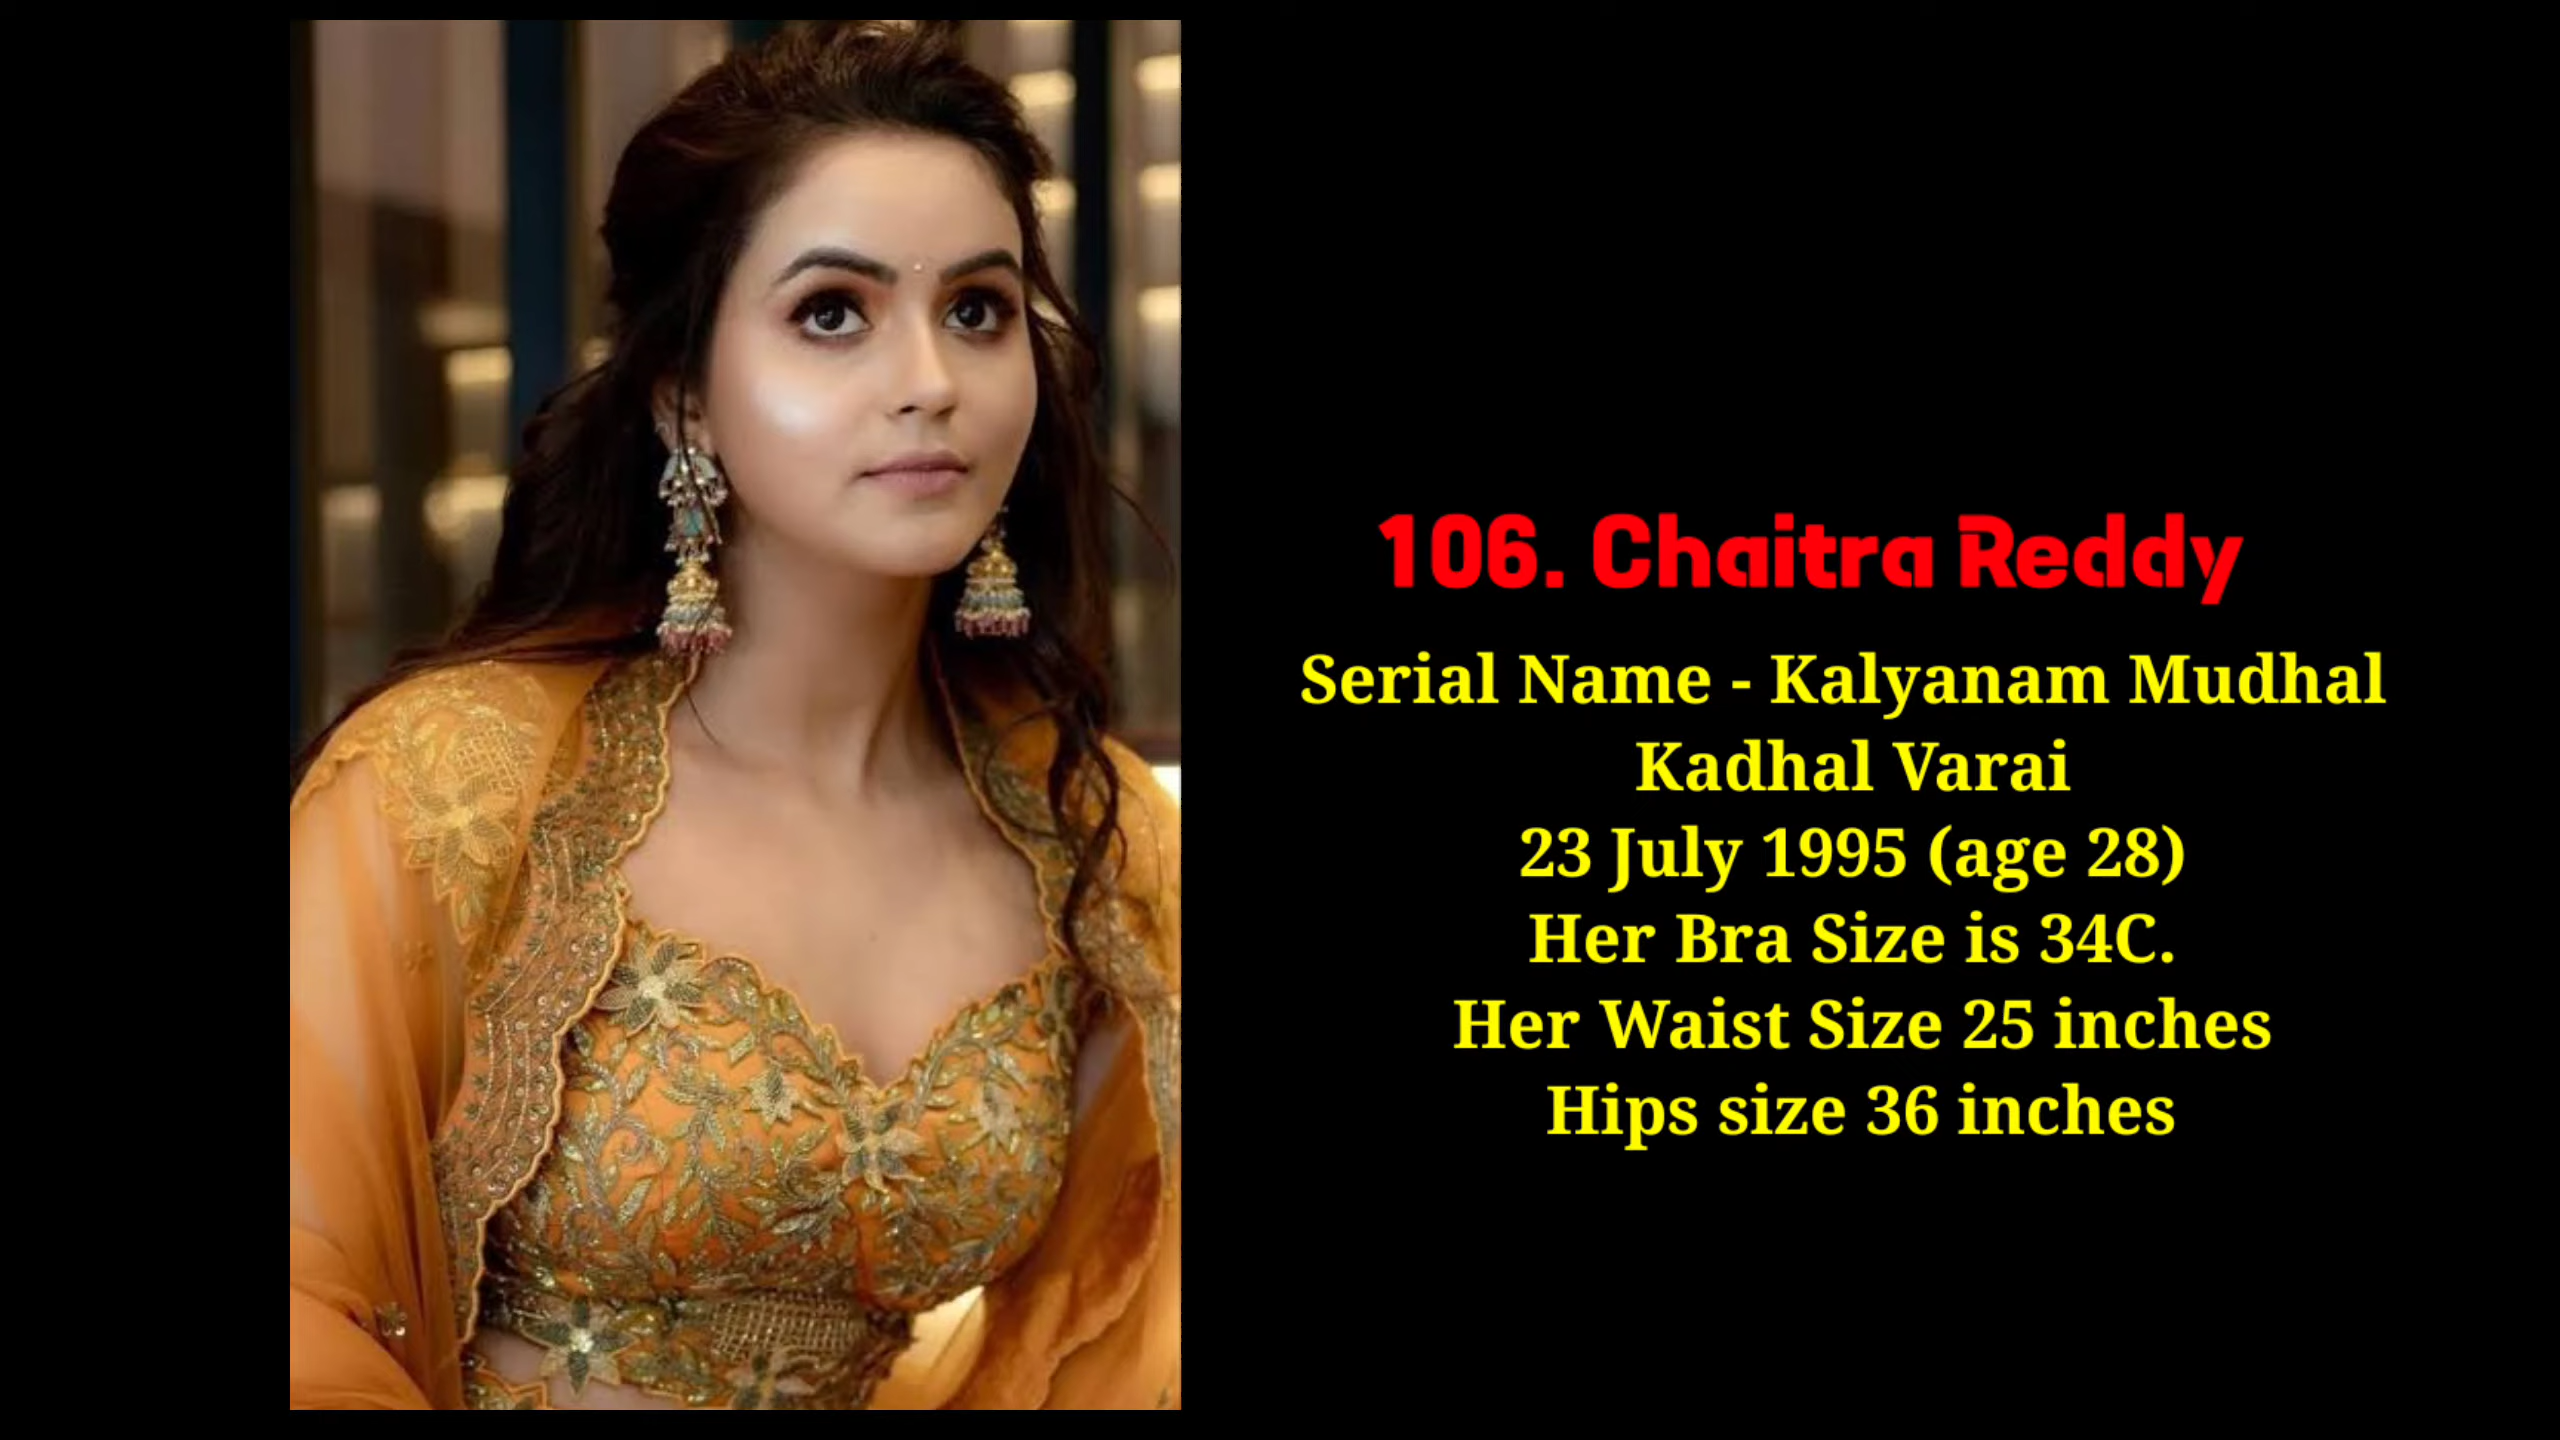 106. Chaitra Reddy
Serial Name - Kalyanam Mudhal
Kadhal Varai
23 July 1995 (age 28)
Her Bra Size is 34C.
Her Waist Size 25 inches
Hips size 36 inches